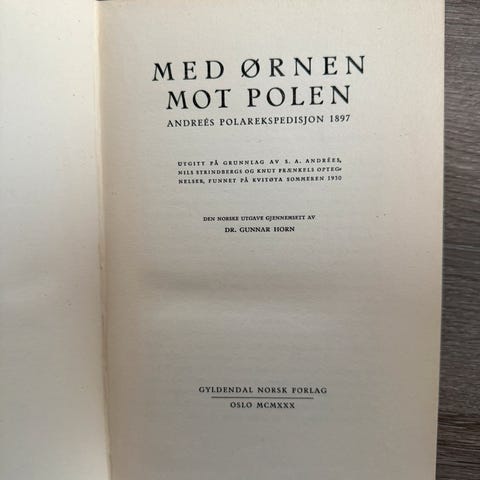 MED ØRNEN
MOT POLEN
ANDREÉS POLAREKSPEDISJON 1897
UTGITT PÅ GRUNNLAG AV S. A. ANDRÉES,
NILS STRINDBERGS OG KNUT FRÆNKELS OPTEG-
NELSER, FUNNET PÅ KVITØYA SOMMEREN 1930
DEN NORSKE UTGAVE GJENNEMSETT AV
DR. GUNNAR HORN
GYLDENDAL NORSK FORLAG
OSLO MCMXXX